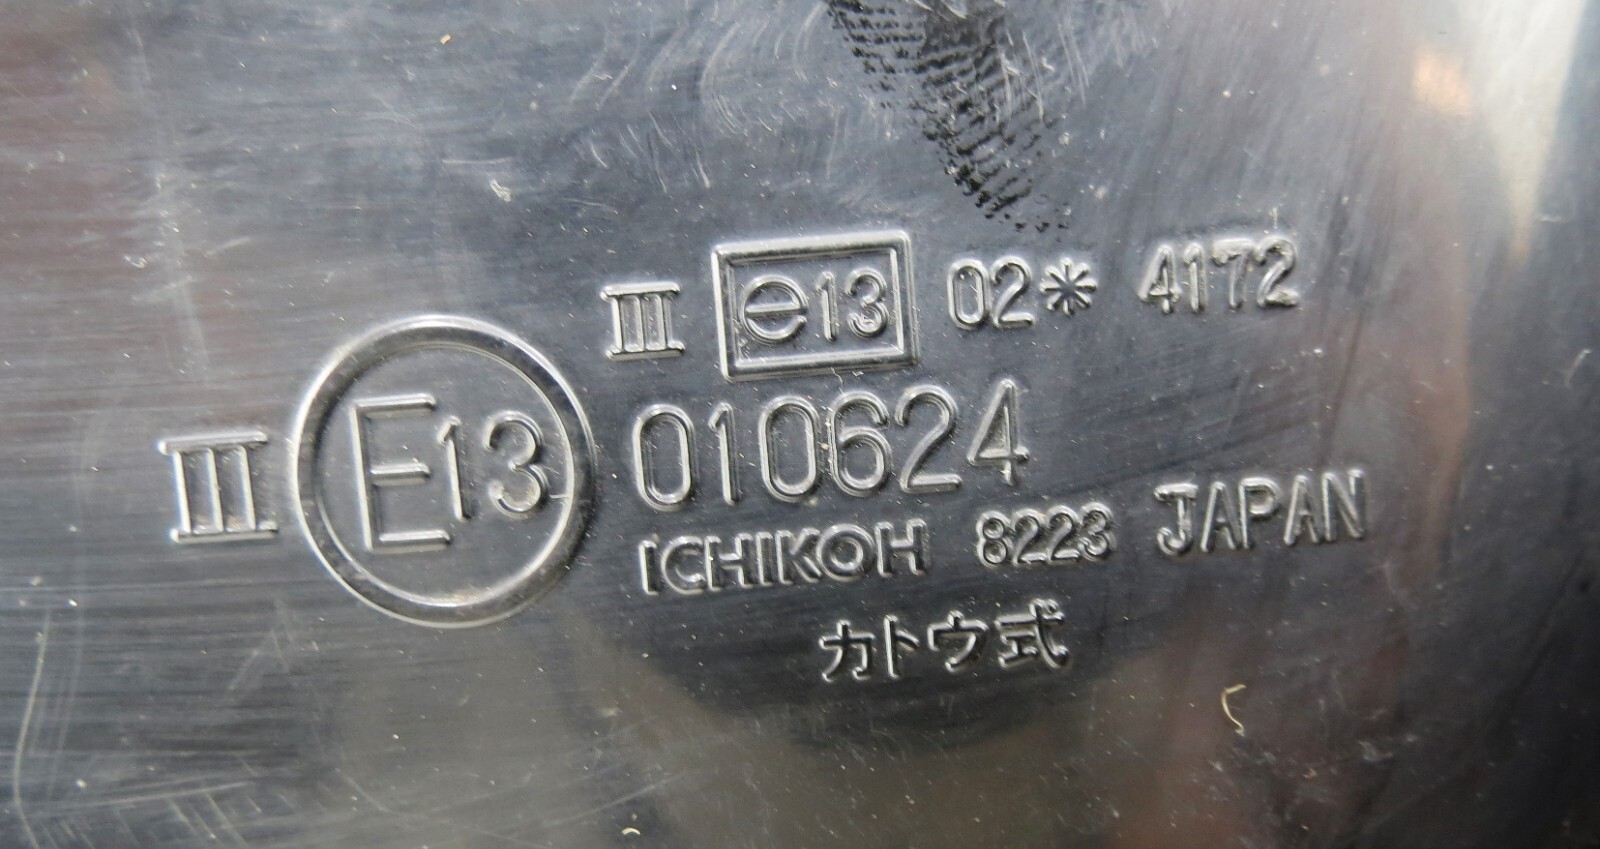 III e13 02* 4172
III E13 010624
ICHIKOH 8223 JAPAN
カトウ式